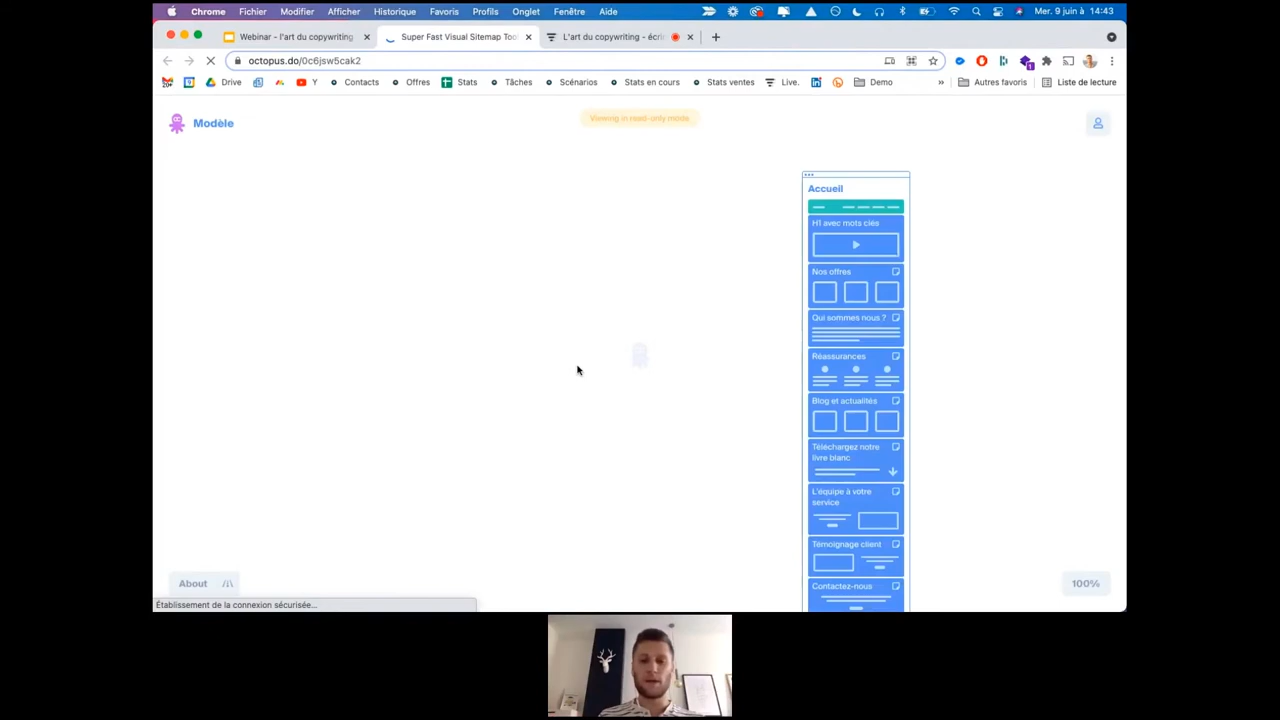 Chrome Fichier Modifier Afficher Historique Favoris Profils Onglet Fenêtre Aide Mer. 9 juin à 14:43
Webinar - l'art du copywriting Super Fast Visual Sitemap Tool L'art du copywriting - écri
octopus.do/0c6jsw5cak2
Drive Y Contacts Offres Stats Tâches Scénarios Stats en cours Stats ventes Live. Demo » Autres favoris Liste de lecture
Modèle
Viewing in read-only mode
Accueil
H1 avec mots clés
Nos offres
Qui sommes nous ?
Réassurances
Blog et actualités
Téléchargez notre
livre blanc
L'équipe à votre
service
Témoignage client
Contactez-nous
About
100%
Établissement de la connexion sécurisée...